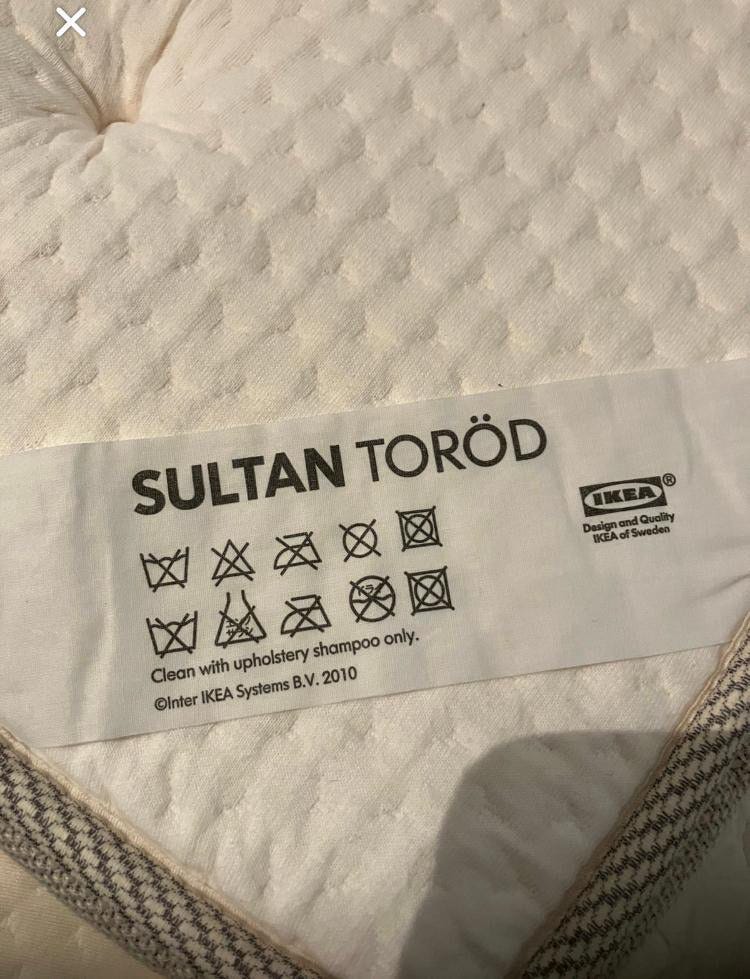 SULTAN TORÖD
IKEA®
Design and Quality
IKEA of Sweden
Clean with upholstery shampoo only.
©Inter IKEA Systems B.V. 2010